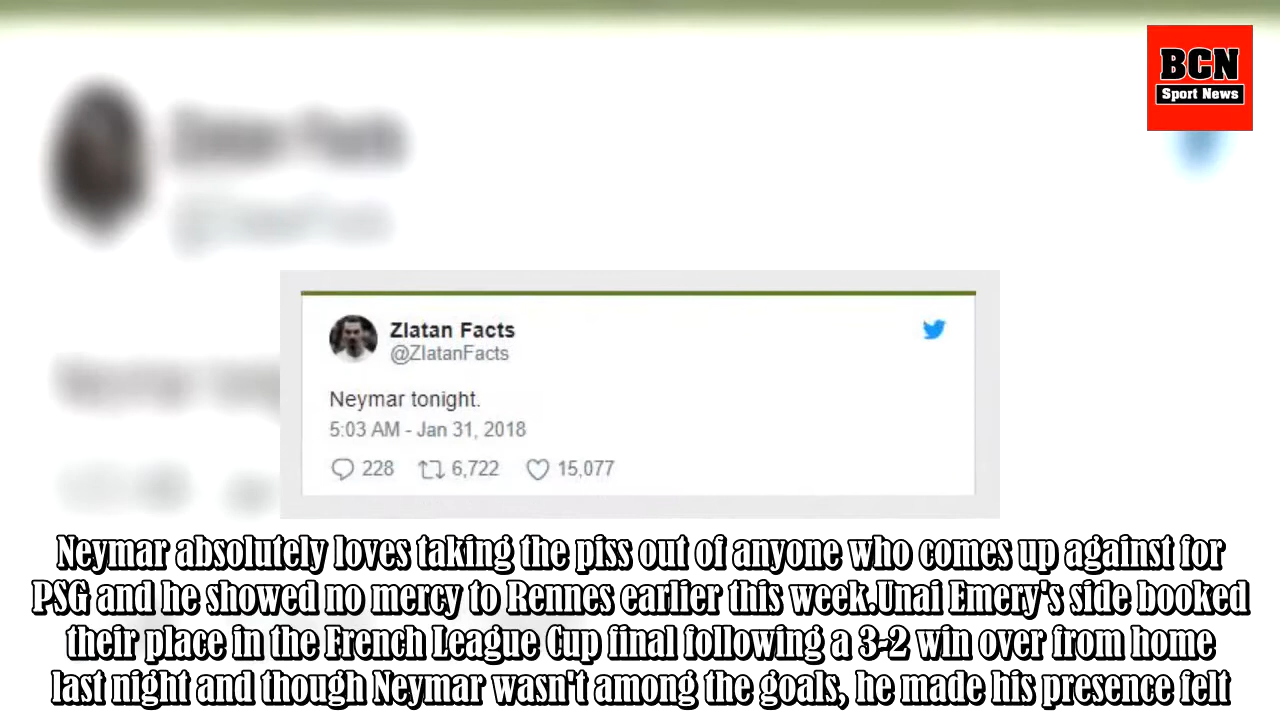 BCN
Sport News
Zlatan Facts
@ZlatanFacts
Zlatan Facts
@ZlatanFacts
Neymar tonight.
5:03 AM - Jan 31, 2018
228 6,722 15,077
Neymar absolutely loves taking the piss out of anyone who comes up against for
PSG and he showed no mercy to Rennes earlier this week.Unai Emery's side booked
their place in the French League Cup final following a 3-2 win over from home
last night and though Neymar wasn't among the goals, he made his presence felt